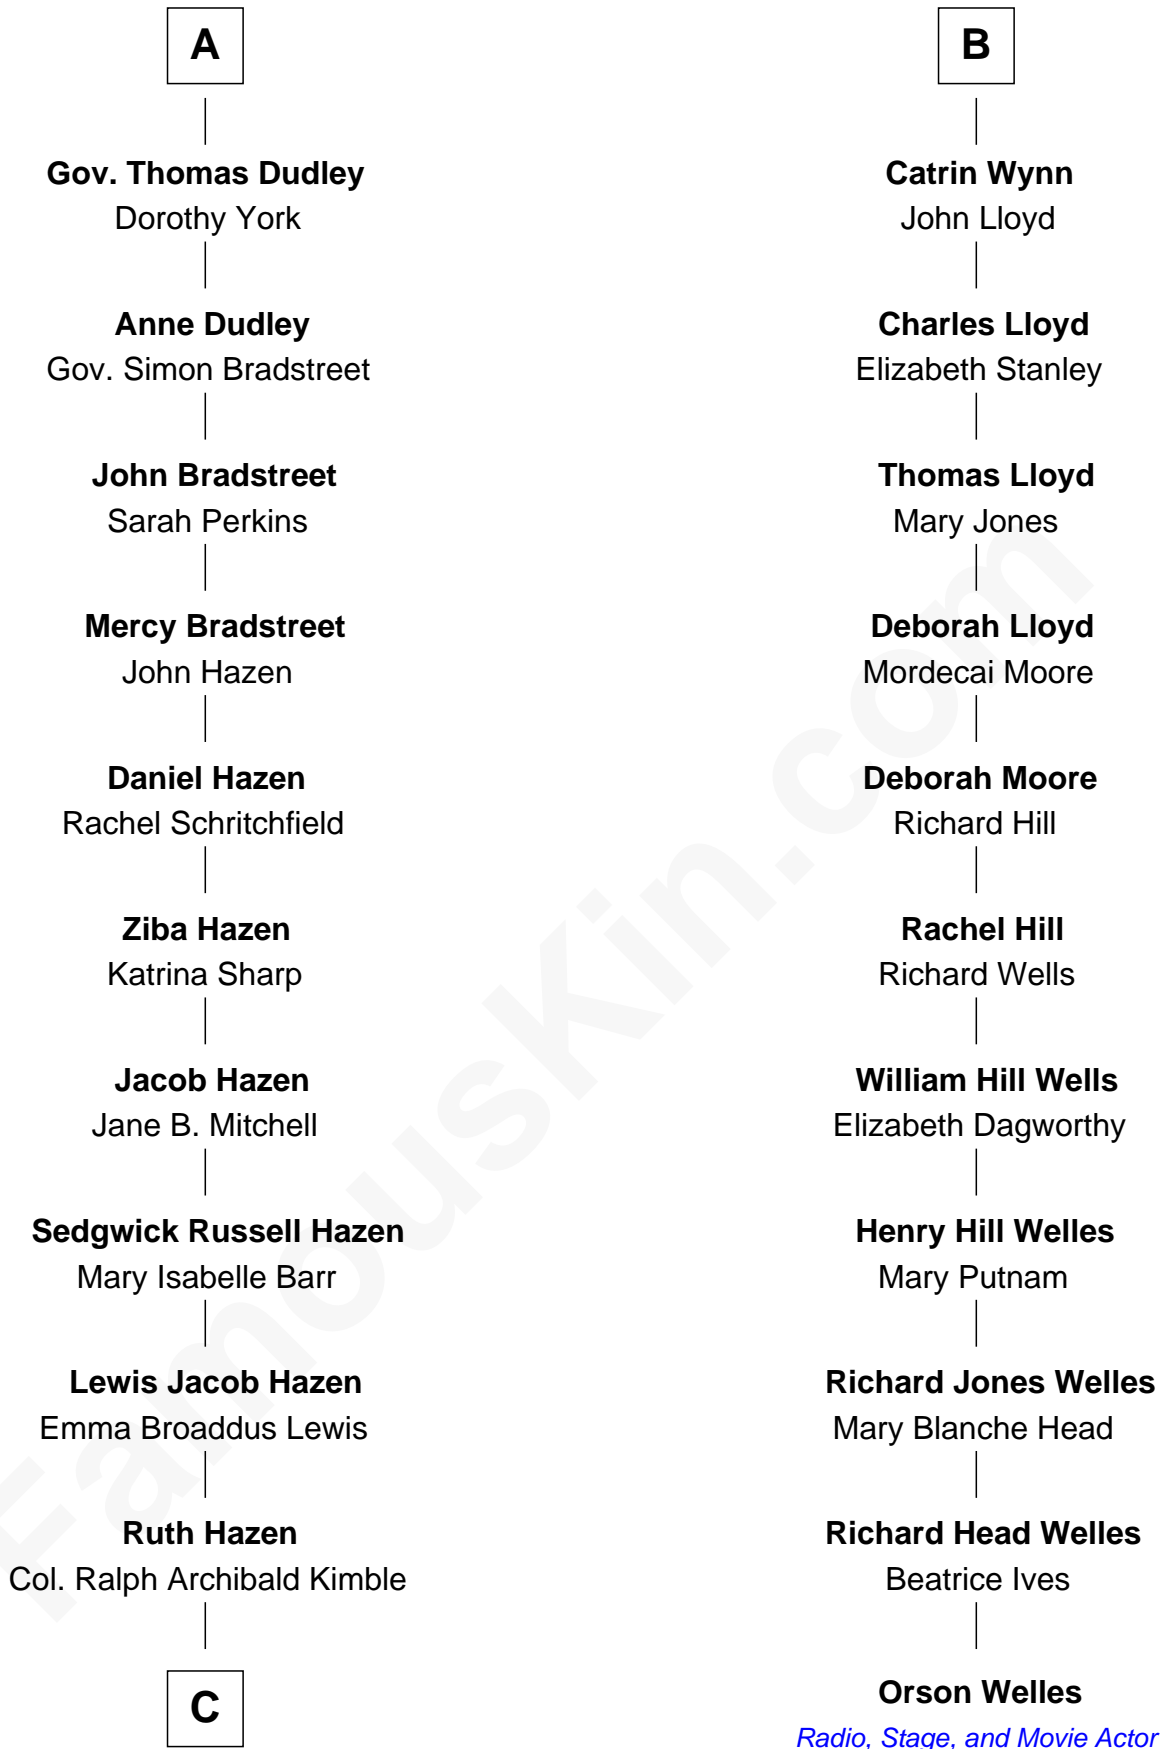 A
Gov. Thomas Dudley
Dorothy York
Anne Dudley
Gov. Simon Bradstreet
John Bradstreet
Sarah Perkins
Mercy Bradstreet
John Hazen
Daniel Hazen
Rachel Schritchfield
Ziba Hazen
Katrina Sharp
Jacob Hazen
Jane B. Mitchell
Sedgwick Russell Hazen
Mary Isabelle Barr
Lewis Jacob Hazen
Emma Broaddus Lewis
Ruth Hazen
Col. Ralph Archibald Kimble
C
B
Catrin Wynn
John Lloyd
Charles Lloyd
Elizabeth Stanley
Thomas Lloyd
Mary Jones
Deborah Lloyd
Mordecai Moore
Deborah Moore
Richard Hill
Rachel Hill
Richard Wells
William Hill Wells
Elizabeth Dagworthy
Henry Hill Welles
Mary Putnam
Richard Jones Welles
Mary Blanche Head
Richard Head Welles
Beatrice Ives
Orson Welles
Radio, Stage, and Movie Actor
FamousKin.com